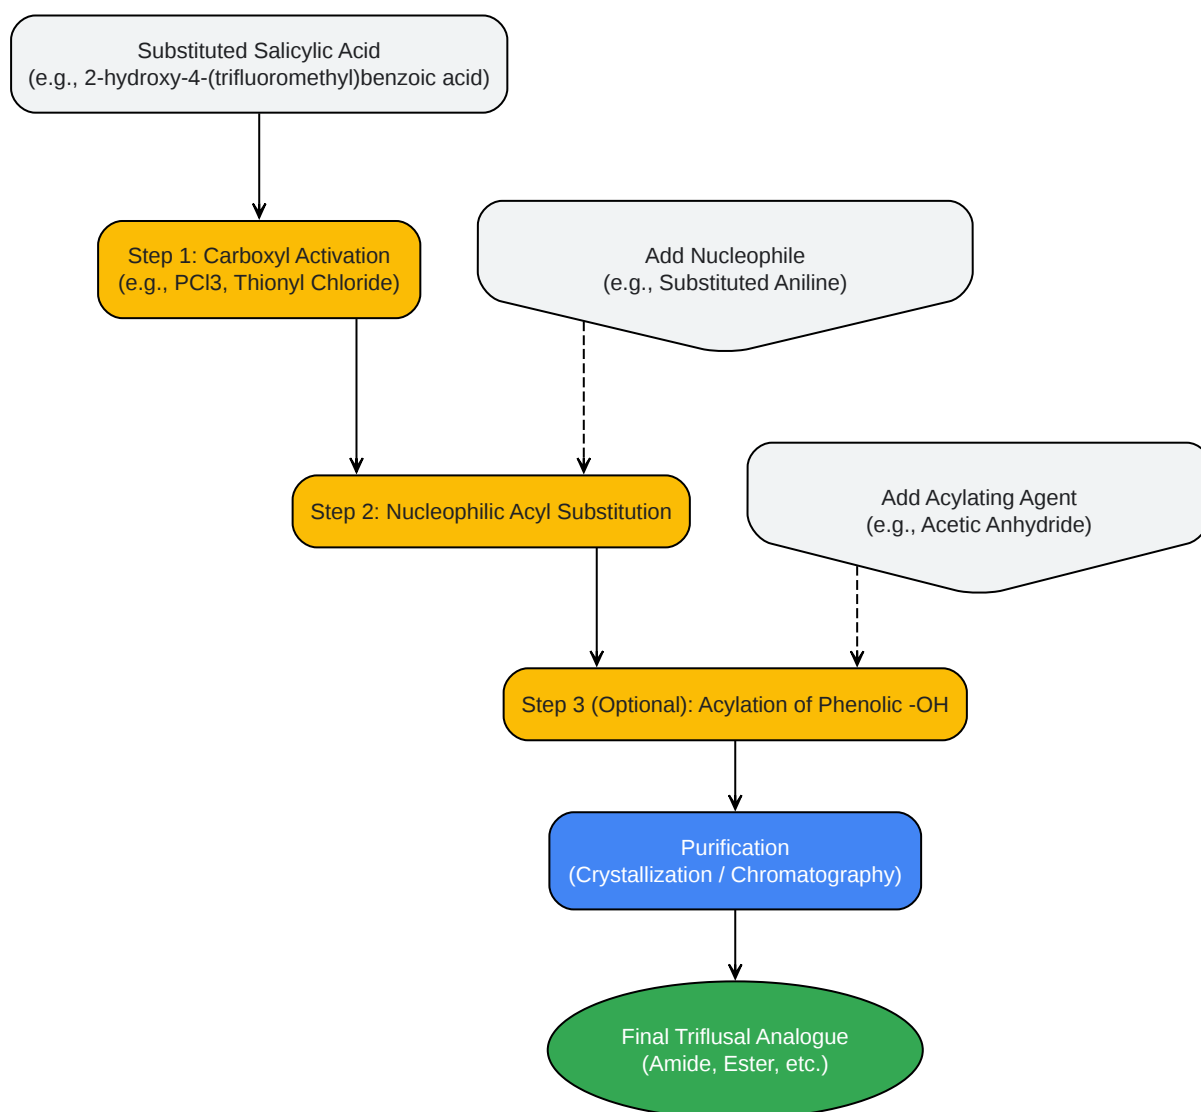 Substituted Salicylic Acid
(e.g., 2-hydroxy-4-(trifluoromethyl)benzoic acid)
Step 1: Carboxyl Activation
(e.g., PCl3, Thionyl Chloride)
Add Nucleophile
(e.g., Substituted Aniline)
Step 2: Nucleophilic Acyl Substitution
Add Acylating Agent
(e.g., Acetic Anhydride)
Step 3 (Optional): Acylation of Phenolic -OH
Purification
(Crystallization / Chromatography)
Final Triflusal Analogue
(Amide, Ester, etc.)